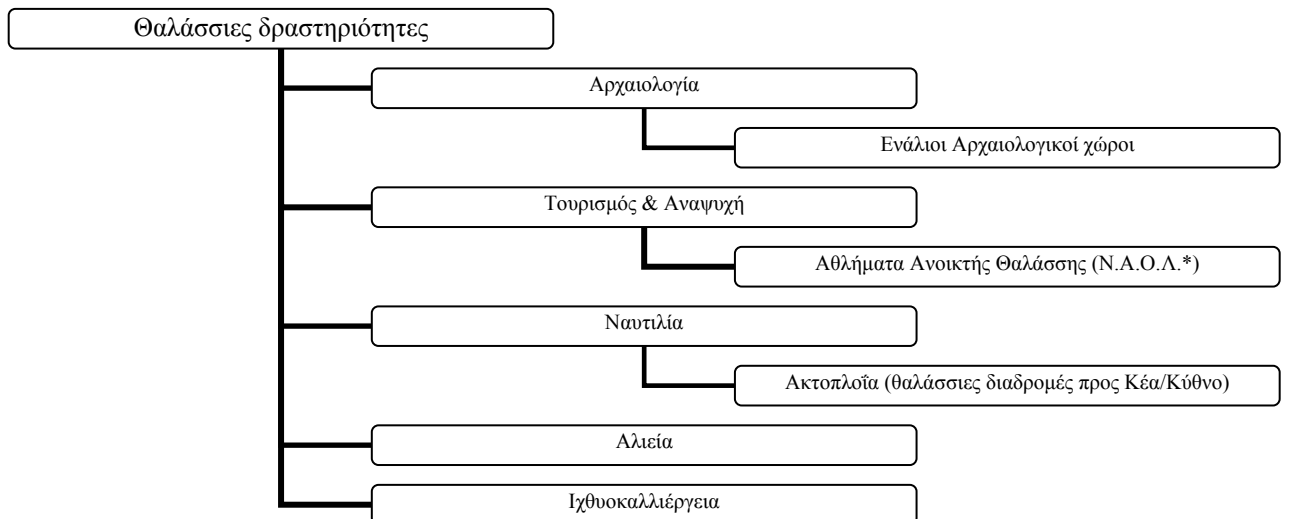 Θαλάσσιες δραστηριότητες
Αρχαιολογία
Ενάλιοι Αρχαιολογικοί χώροι
Τουρισμός & Αναψυχή
Αθλήματα Ανοικτής Θαλάσσης (Ν.Α.Ο.Λ.*)
Ναυτιλία
Ακτοπλοΐα (θαλάσσιες διαδρομές προς Κέα/Κύθνο)
Αλιεία
Ιχθυοκαλλιέργεια